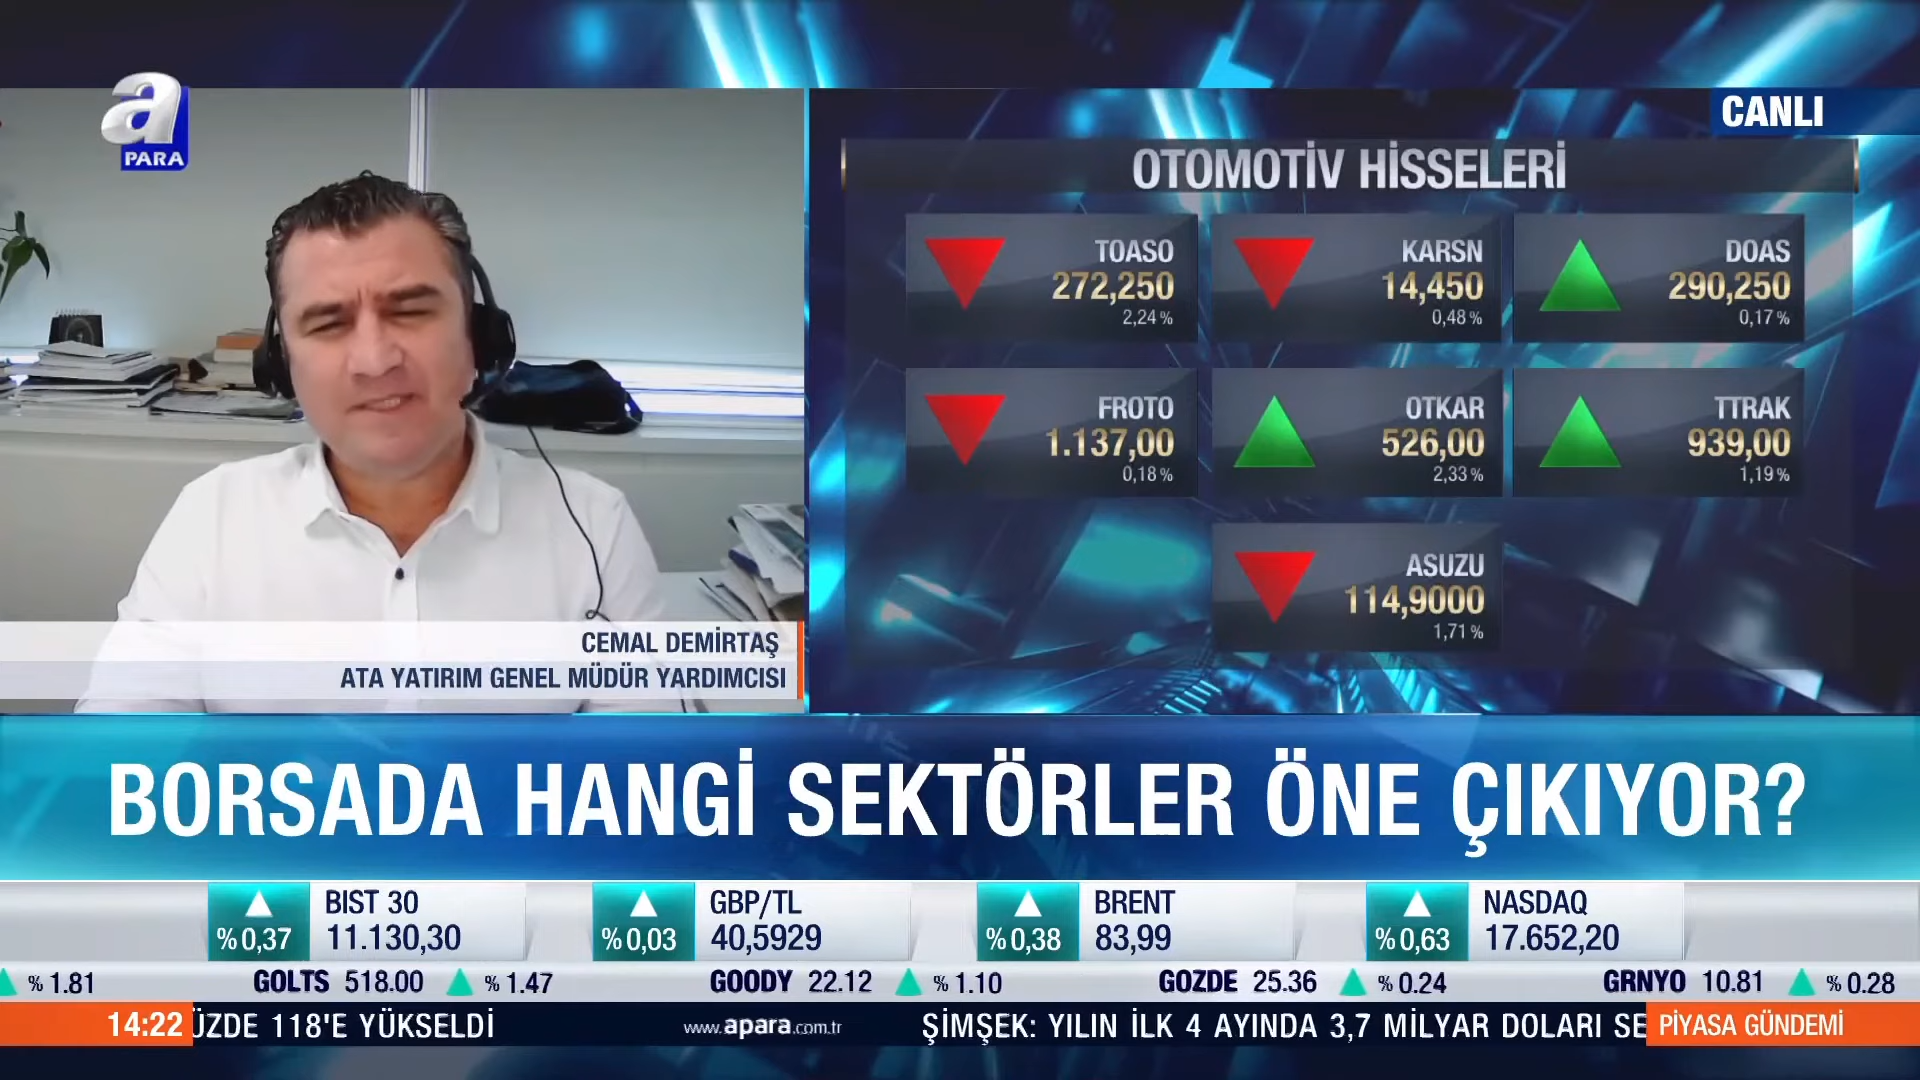 a
PARA
CANLI
OTOMOTİV HİSSELERİ
TOASO
272,250
2,24 %
KARSN
14,450
0,48 %
DOAS
290,250
0,17 %
FROTO
1.137,00
0,18 %
OTKAR
526,00
2,33 %
TTRAK
939,00
1,19 %
ASUZU
114,9000
1,71 %
CEMAL DEMİRTAŞ
ATA YATIRIM GENEL MÜDÜR YARDIMCISI
BORSADA HANGİ SEKTÖRLER ÖNE ÇIKIYOR?
BIST 30
%0,37 11.130,30
GBP/TL
%0,03 40,5929
BRENT
%0,38 83,99
NASDAQ
%0,63 17.652,20
% 1.81 GOLTS 518.00 % 1.47 GOODY 22.12 % 1.10 GOZDE 25.36 % 0.24 GRNYO 10.81 % 0.28
14:22 ÜZDE 118'E YÜKSELDİ www.apara.com.tr ŞİMŞEK: YILIN İLK 4 AYINDA 3,7 MİLYAR DOLARI SE PİYASA GÜNDEMİ